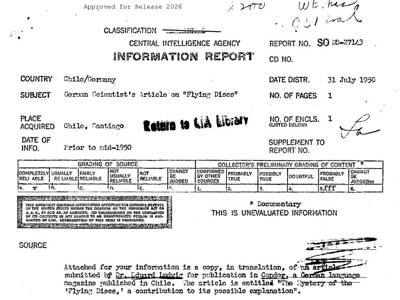 Approved for Release 2026
CLASSIFICATION
CENTRAL INTELLIGENCE AGENCY
REPORT NO. SO
INFORMATION REPORT
CD NO.
COUNTRY Chile/Germany
DATE DISTR. 31 July 1950
SUBJECT German Scientist's Article on "Flying Discs"
NO. OF PAGES 1
PLACE ACQUIRED Chile, Santiago
Return to CIA Library
NO. OF ENCLS. 1
(LISTED BELOW)
DATE OF INFO. Prior to mid-1950
SUPPLEMENT TO REPORT NO.
GRADING OF SOURCE
COLLECTOR'S PRELIMINARY GRADING OF CONTENT *
COMPLETELY RELIABLE
USUALLY RELIABLE
FAIRLY RELIABLE
NOT USUALLY RELIABLE
NOT RELIABLE
CANNOT BE JUDGED
CONFIRMED BY OTHER SOURCES
PROBABLY TRUE
POSSIBLY TRUE
DOUBTFUL
PROBABLY FALSE
CANNOT BE JUDGED
* Documentary
THIS IS UNEVALUATED INFORMATION
SOURCE
Attached for your information is a copy, in translation, of an article
submitted by Dr. Eduard Ludwig for publication in Condor, a German language
magazine published in Chile. The article is entitled "The Mystery of the
'Flying Discs,' a contribution to its possible explanation".